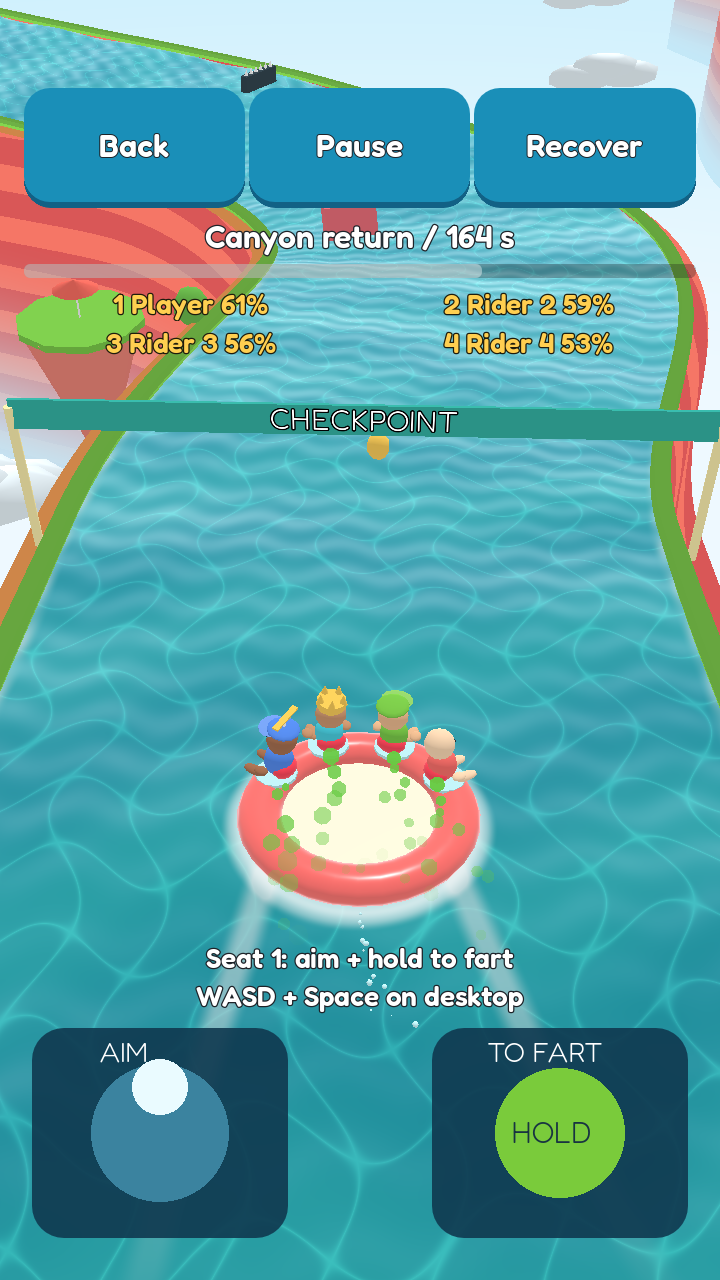 Back
Pause
Recover
Canyon return / 164 s
1 Player 61%
2 Rider 2 59%
3 Rider 3 56%
4 Rider 4 53%
CHECKPOINT
Seat 1: aim + hold to fart
WASD + Space on desktop
AIM
TO FART
HOLD